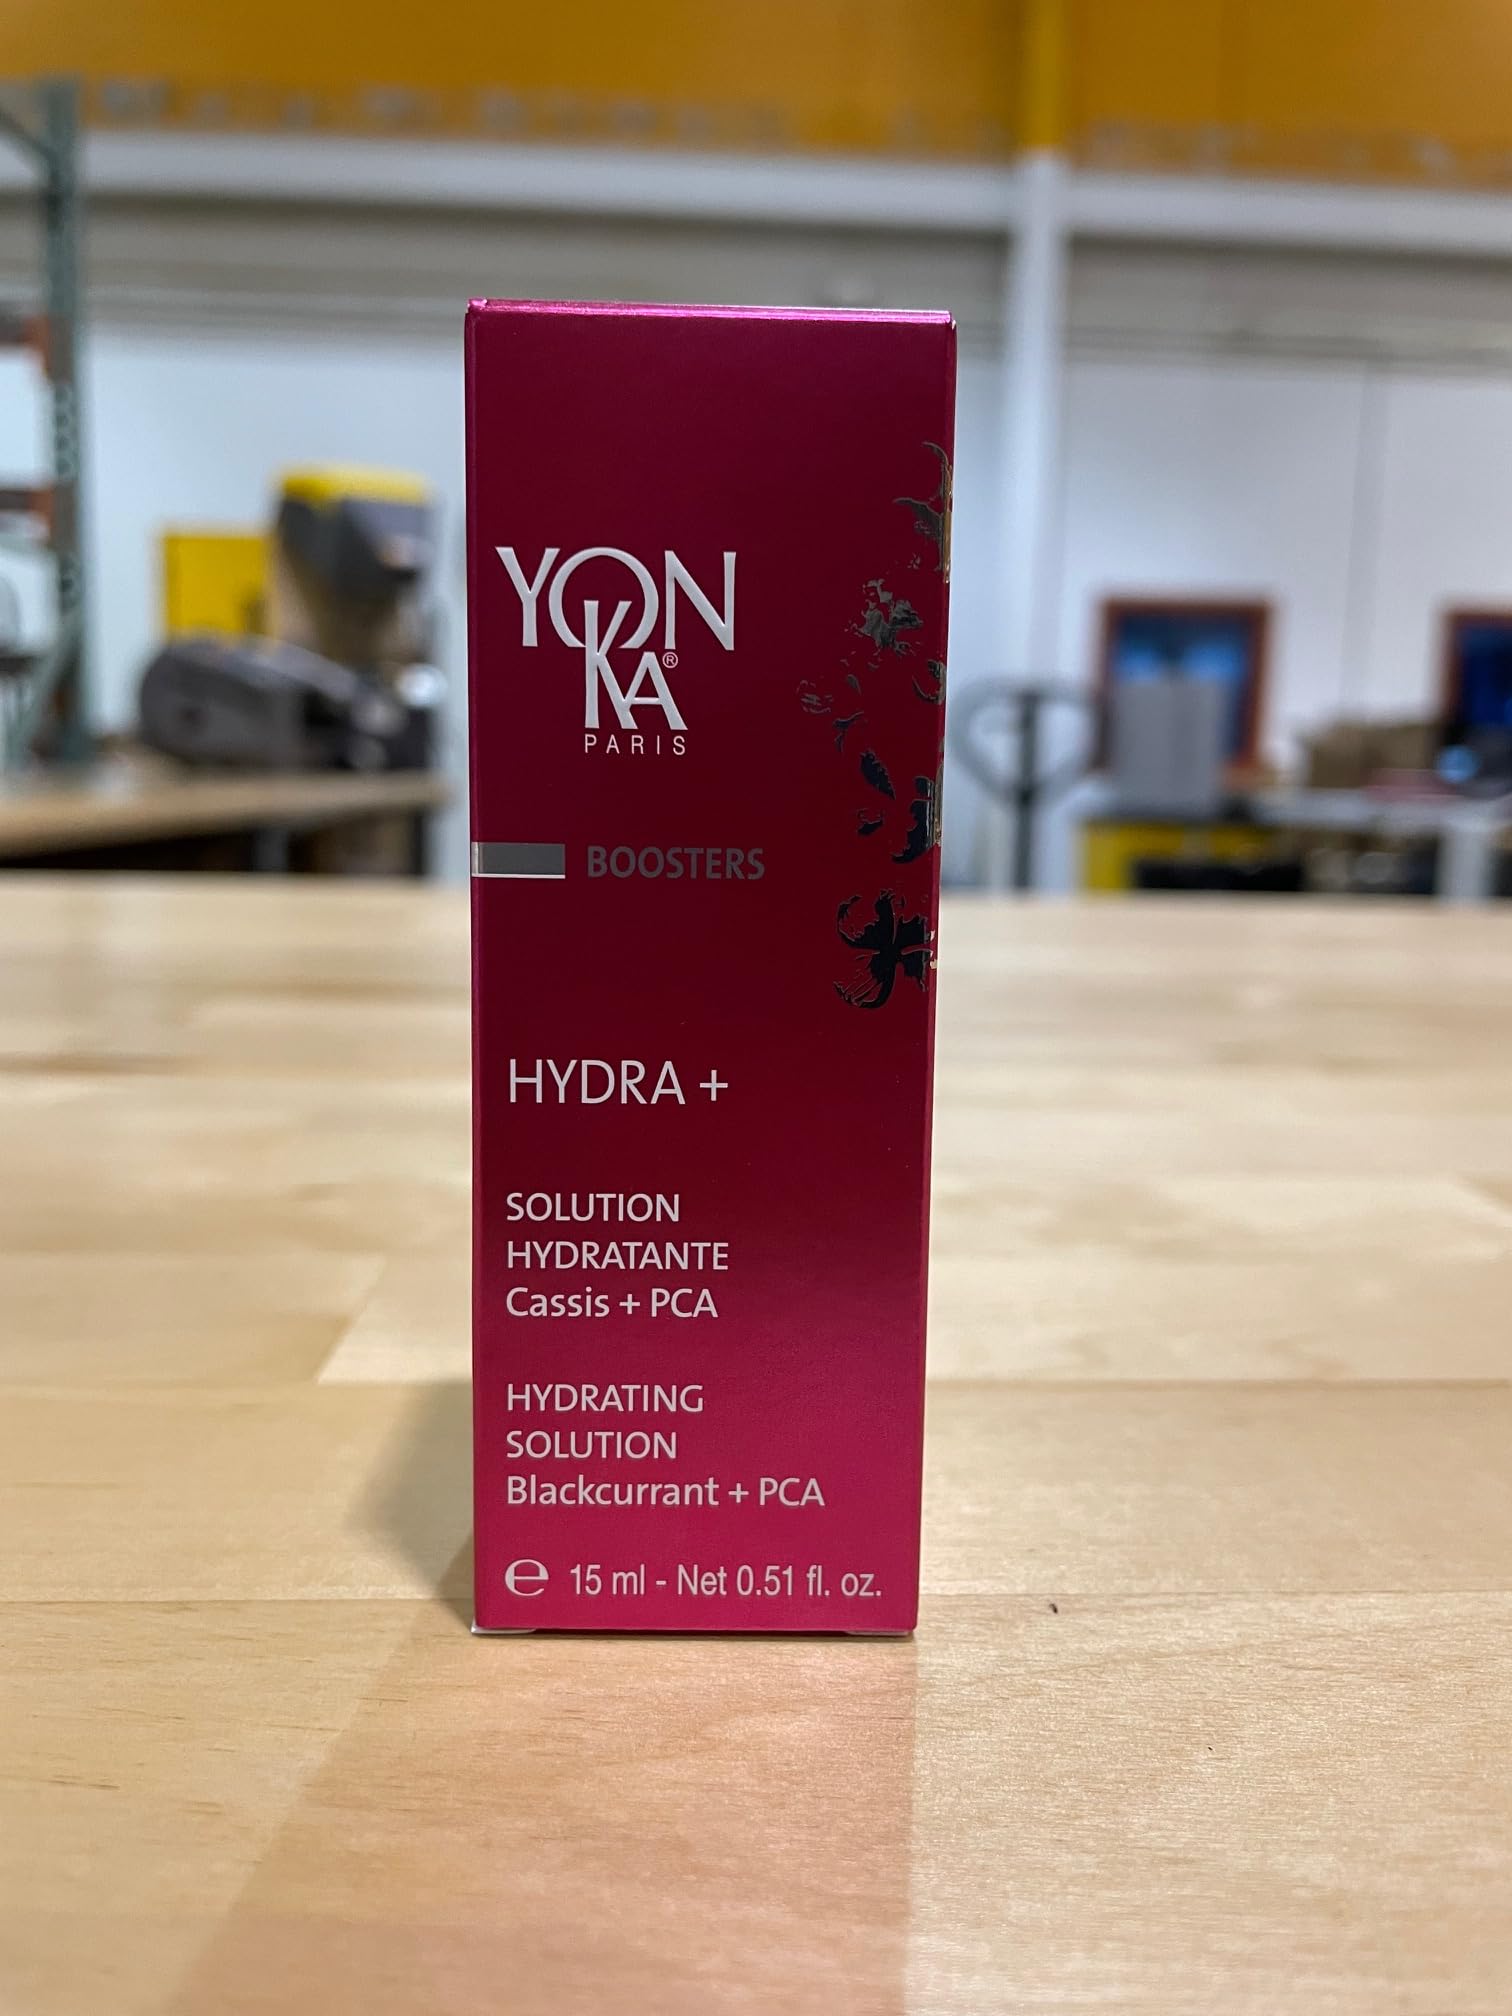 YON
KA®
PARIS
BOOSTERS
HYDRA +
SOLUTION
HYDRATANTE
Cassis + PCA
HYDRATING
SOLUTION
Blackcurrant + PCA
℮ 15 ml - Net 0.51 fl. oz.